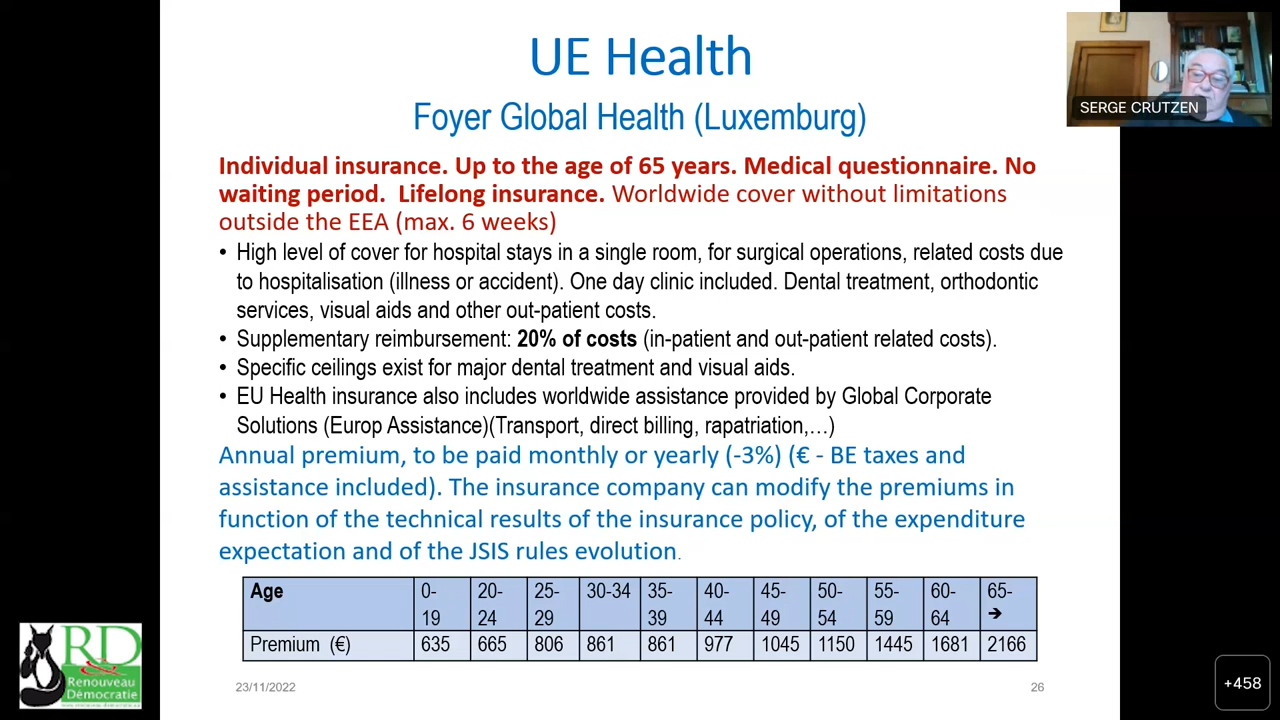 UE Health
Foyer Global Health (Luxemburg)
SERGE CRUTZEN
Individual insurance. Up to the age of 65 years. Medical questionnaire. No
waiting period. Lifelong insurance. Worldwide cover without limitations
outside the EEA (max. 6 weeks)
• High level of cover for hospital stays in a single room, for surgical operations, related costs due
to hospitalisation (illness or accident). One day clinic included. Dental treatment, orthodontic
services, visual aids and other out-patient costs.
• Supplementary reimbursement: 20% of costs (in-patient and out-patient related costs).
• Specific ceilings exist for major dental treatment and visual aids.
• EU Health insurance also includes worldwide assistance provided by Global Corporate
Solutions (Europ Assistance)(Transport, direct billing, rapatriation,…)
Annual premium, to be paid monthly or yearly (-3%) (€ - BE taxes and
assistance included). The insurance company can modify the premiums in
function of the technical results of the insurance policy, of the expenditure
expectation and of the JSIS rules evolution.
Age 0-19 20-24 25-29 30-34 35-39 40-44 45-49 50-54 55-59 60-64 65-➔
Premium (€) 635 665 806 861 861 977 1045 1150 1445 1681 2166
RD
Renouveau
Démocratie
23/11/2022
26
+458